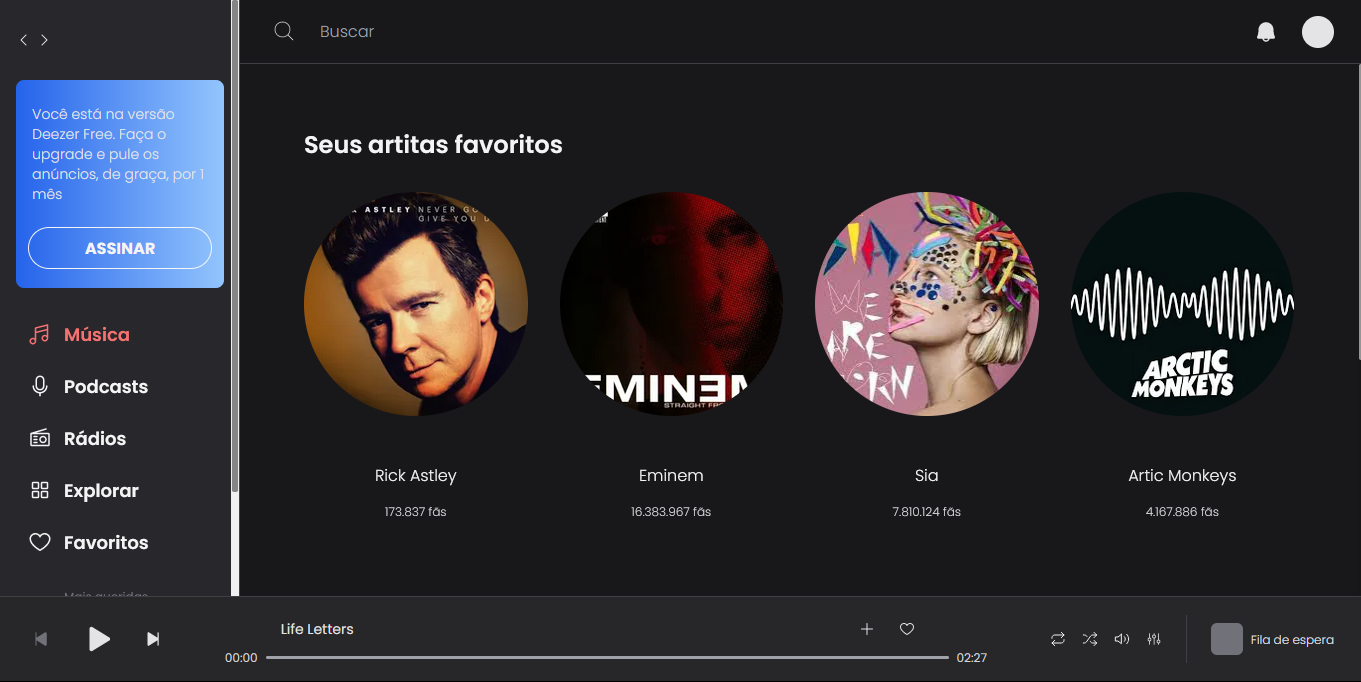 Buscar
Você está na versão
Deezer Free. Faça o
upgrade e pule os
anúncios, de graça, por 1
mês
ASSINAR
Música
Podcasts
Rádios
Explorar
Favoritos
Mais queridas
Seus artitas favoritos
ASTLEY NEVER GO
GIVE YOU U
EMINEM
STRAIGHT FR
WE
ARE
ARCTIC
MONKEYS
Rick Astley
Eminem
Sia
Artic Monkeys
173.837 fãs
16.383.967 fãs
7.810.124 fãs
4.167.886 fãs
Life Letters
00:00
02:27
Fila de espera